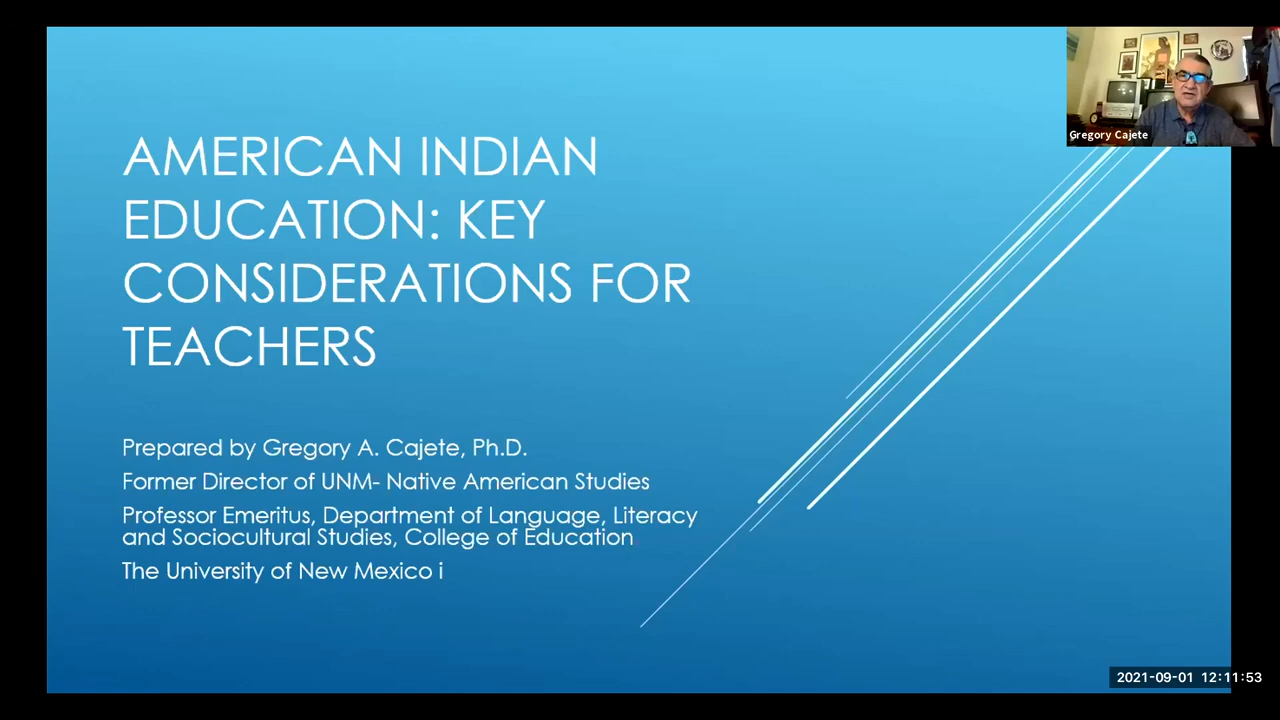 AMERICAN INDIAN
EDUCATION: KEY
CONSIDERATIONS FOR
TEACHERS
Prepared by Gregory A. Cajete, Ph.D.
Former Director of UNM- Native American Studies
Professor Emeritus, Department of Language, Literacy
and Sociocultural Studies, College of Education
The University of New Mexico i
Gregory Cajete
2021-09-01 12:11:53